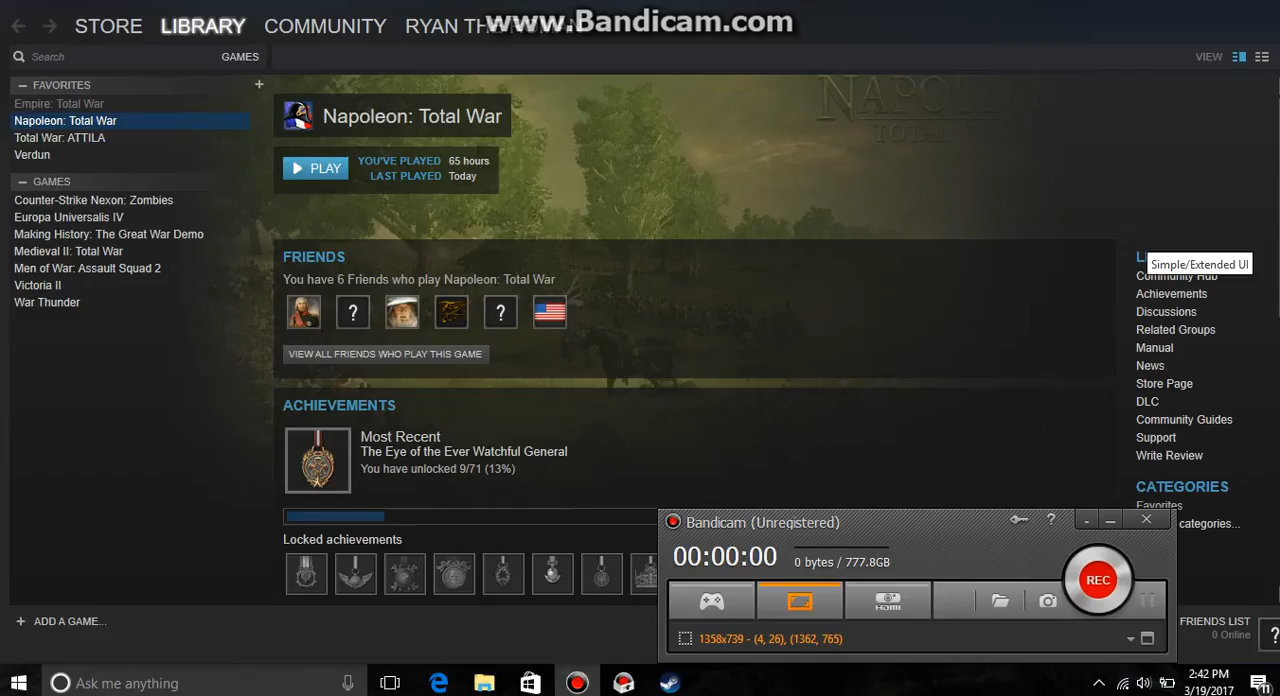 www.Bandicam.com
STORE LIBRARY COMMUNITY RYAN THE
Search GAMES VIEW
FAVORITES +
Empire: Total War
Napoleon: Total War
Total War: ATTILA
Verdun
GAMES
Counter-Strike Nexon: Zombies
Europa Universalis IV
Making History: The Great War Demo
Medieval II: Total War
Men of War: Assault Squad 2
Victoria II
War Thunder
+ ADD A GAME...
NAPOLEON
TOTAL WAR
Napoleon: Total War
PLAY
YOU'VE PLAYED 65 hours
LAST PLAYED Today
FRIENDS
You have 6 Friends who play Napoleon: Total War
? ?
VIEW ALL FRIENDS WHO PLAY THIS GAME
ACHIEVEMENTS
Most Recent
The Eye of the Ever Watchful General
You have unlocked 9/71 (13%)
Locked achievements
Simple/Extended UI
Community Hub
Achievements
Discussions
Related Groups
Manual
News
Store Page
DLC
Community Guides
Support
Write Review
CATEGORIES
Favorites
categories...
Bandicam (Unregistered) ?
00:00:00 0 bytes / 777.8GB
REC
HDMI
1358x739 - (4, 26), (1362, 765)
FRIENDS LIST
0 Online
?
Ask me anything
2:42 PM
3/19/2017
11